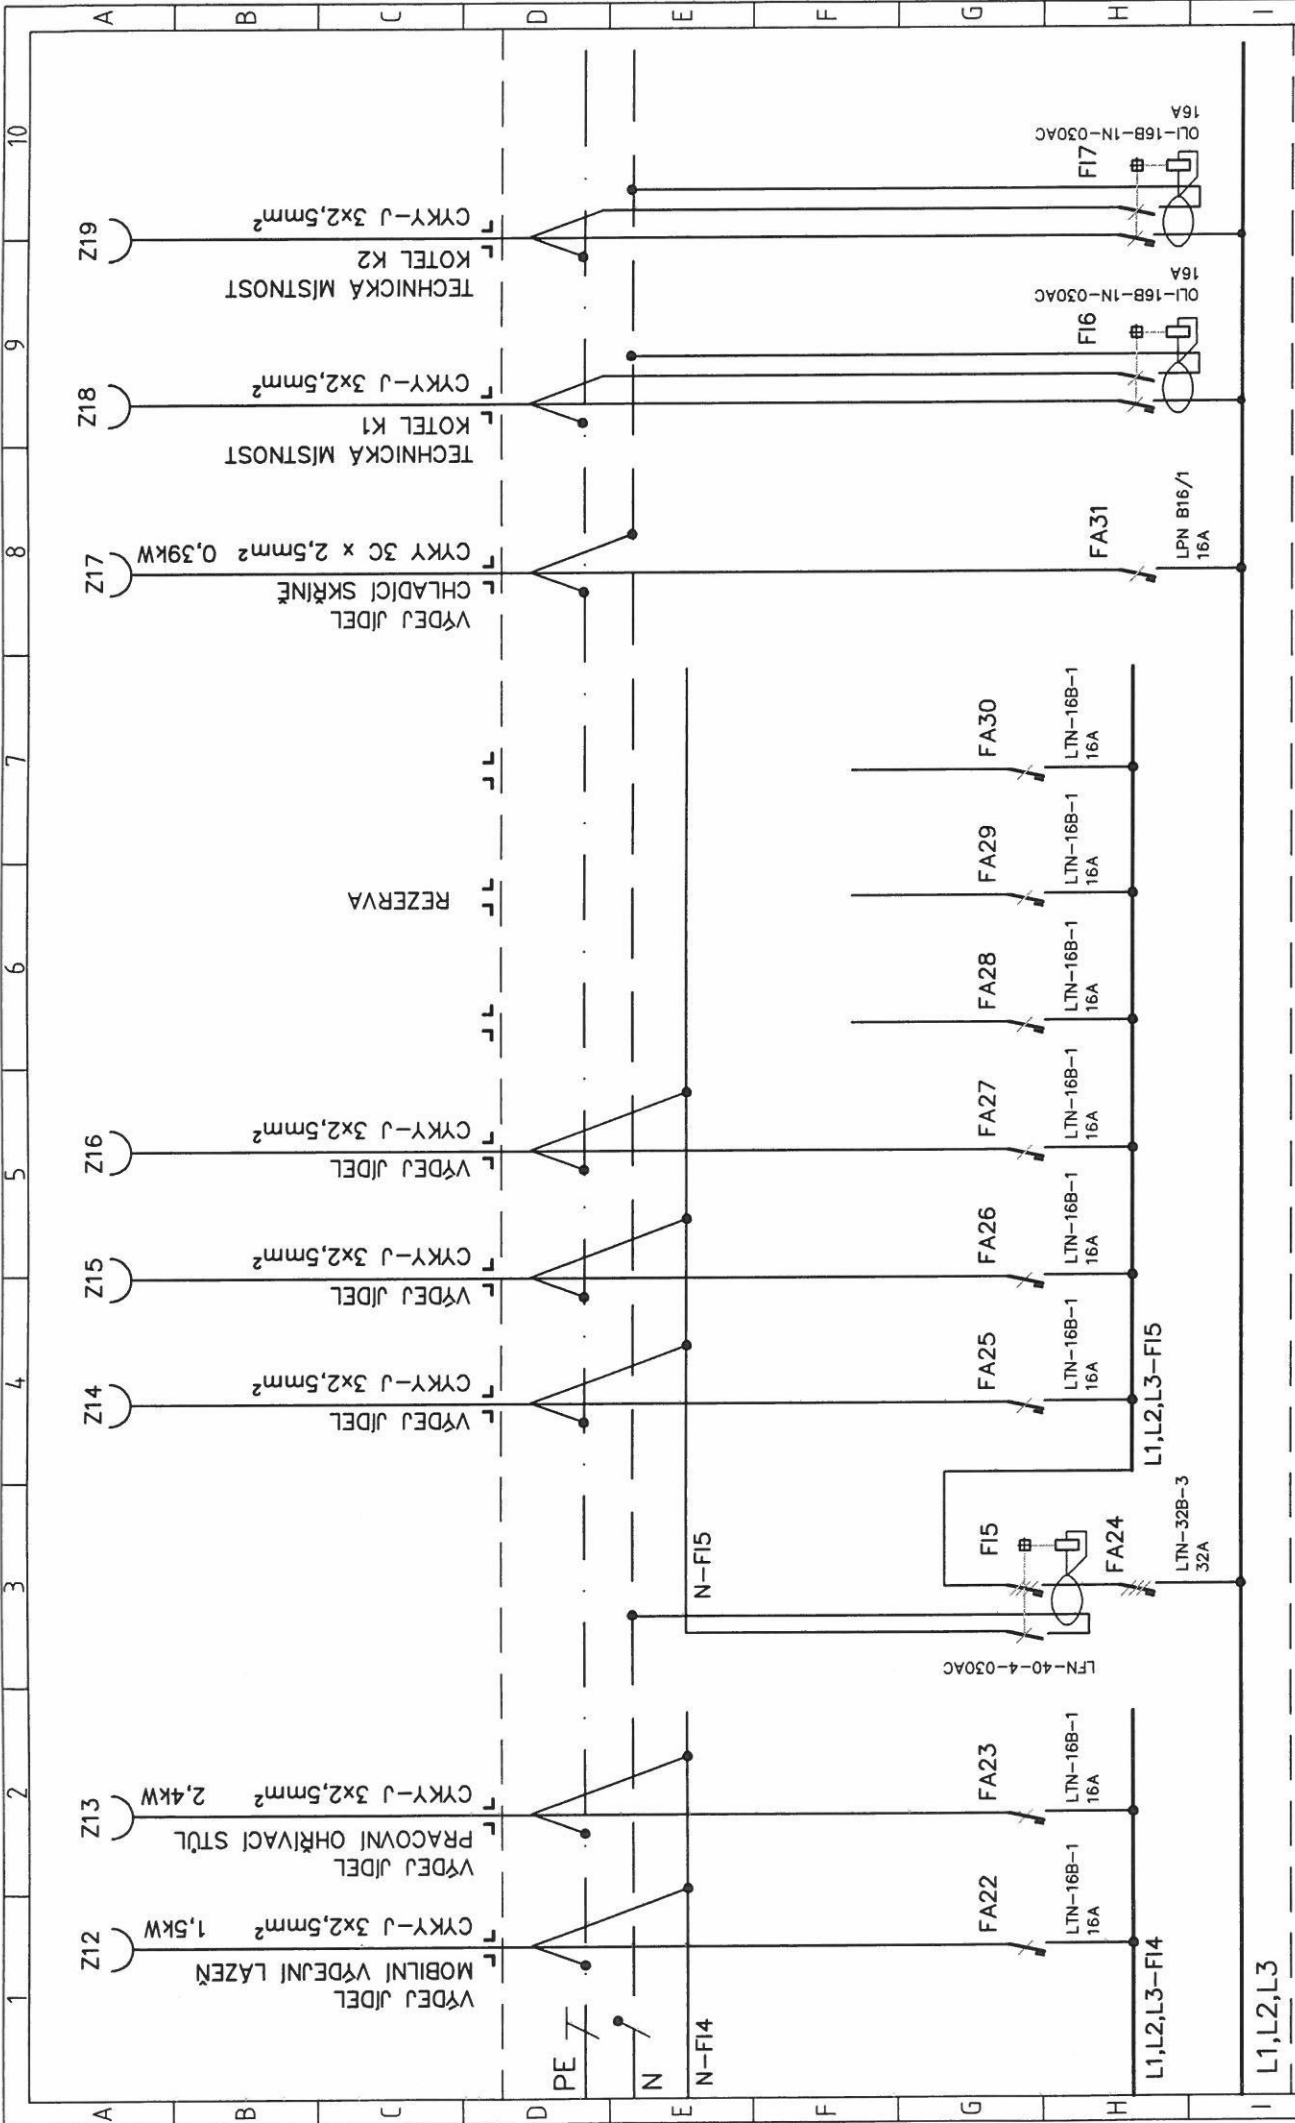 1 2 3 4 5 6 7 8 9 10
A
B
C
D
E
F
G
H
I
A
B
C
D
E
F
G
H
I
Z12
1,5kW
VÝDEJ JÍDEL
MOBILNI VÝDEJNÍ LÁZEŇ
CYKY-J 3x2,5mm²
Z13
2,4kW
VÝDEJ JÍDEL
PRACOVNÍ OHŘÍVACÍ STŮL
CYKY-J 3x2,5mm²
Z14
VÝDEJ JÍDEL
CYKY-J 3x2,5mm²
Z15
VÝDEJ JÍDEL
CYKY-J 3x2,5mm²
Z16
VÝDEJ JÍDEL
CYKY-J 3x2,5mm²
REZERVA
Z17
VÝDEJ JÍDEL
CHLADÍCÍ SKŘÍNĚ
CYKY 3C x 2,5mm² 0,39kW
Z18
TECHNICKÁ MÍSTNOST
KOTEL K1
CYKY-J 3x2,5mm²
Z19
TECHNICKÁ MÍSTNOST
KOTEL K2
CYKY-J 3x2,5mm²
PE
N
N-FI4
N-FI5
FA22
LTN-16B-1
16A
FA23
LTN-16B-1
16A
LFN-40-4-030AC
FI5
FA24
LTN-32B-3
32A
FA25
LTN-16B-1
16A
FA26
LTN-16B-1
16A
FA27
LTN-16B-1
16A
FA28
LTN-16B-1
16A
FA29
LTN-16B-1
16A
FA30
LTN-16B-1
16A
FA31
LPN B16/1
16A
FI6
OLI-16B-1N-030AC
16A
FI7
OLI-16B-1N-030AC
16A
L1,L2,L3-FI4
L1,L2,L3-FI5
L1,L2,L3